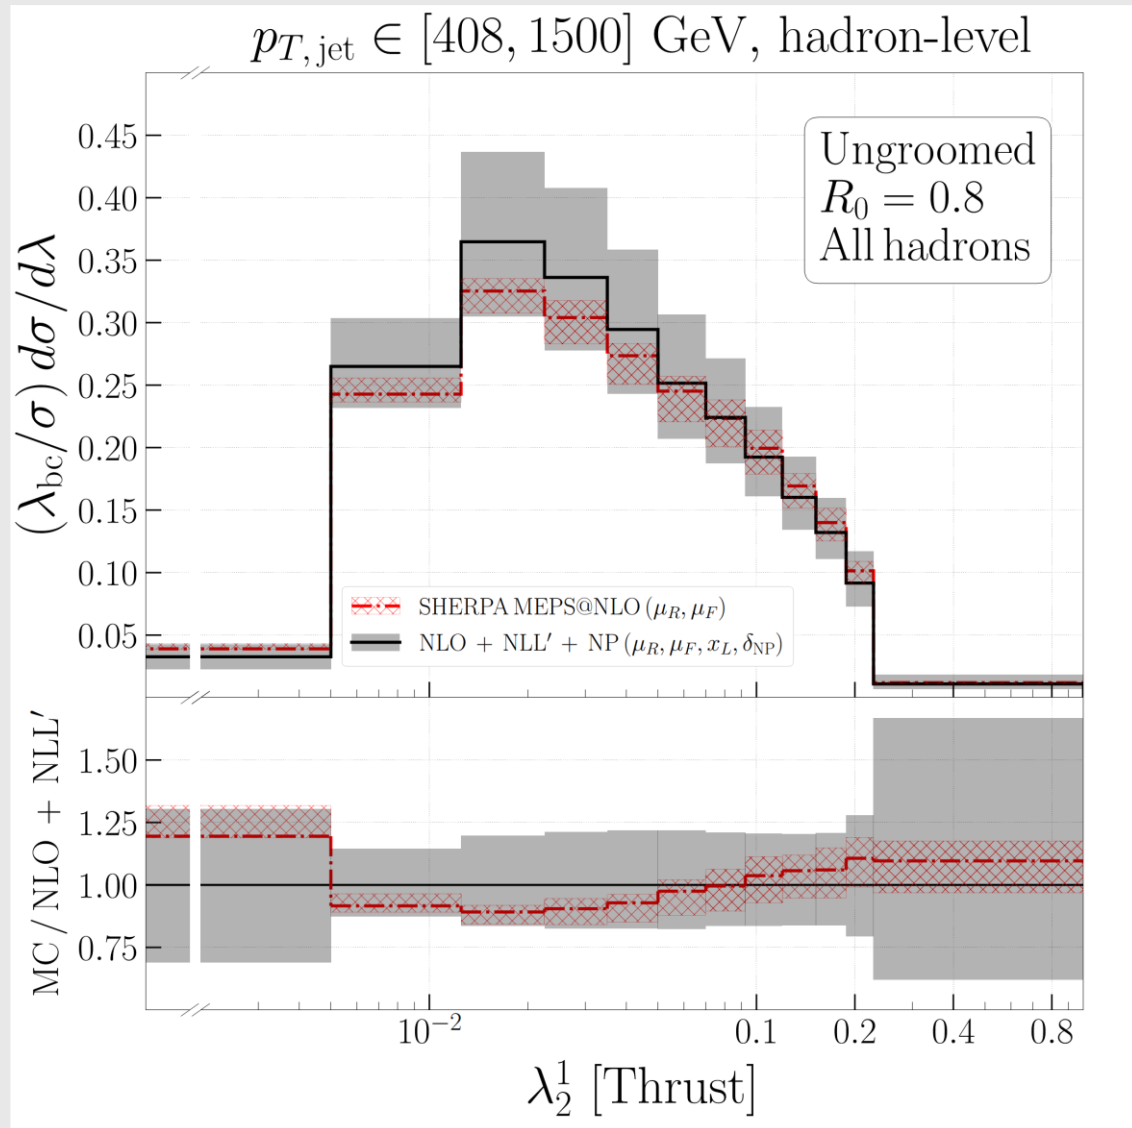 p_{T, jet} ∈ [408, 1500] GeV, hadron-level
(λ_bc/σ) dσ/dλ
0.45
0.40
0.35
0.30
0.25
0.20
0.15
0.10
0.05
Ungroomed
R_0 = 0.8
All hadrons
SHERPA MEPS@NLO (μ_R, μ_F)
NLO + NLL′ + NP (μ_R, μ_F, x_L, δ_NP)
MC / NLO + NLL′
1.50
1.25
1.00
0.75
10^{-2} 0.1 0.2 0.4 0.8
λ^1_2 [Thrust]